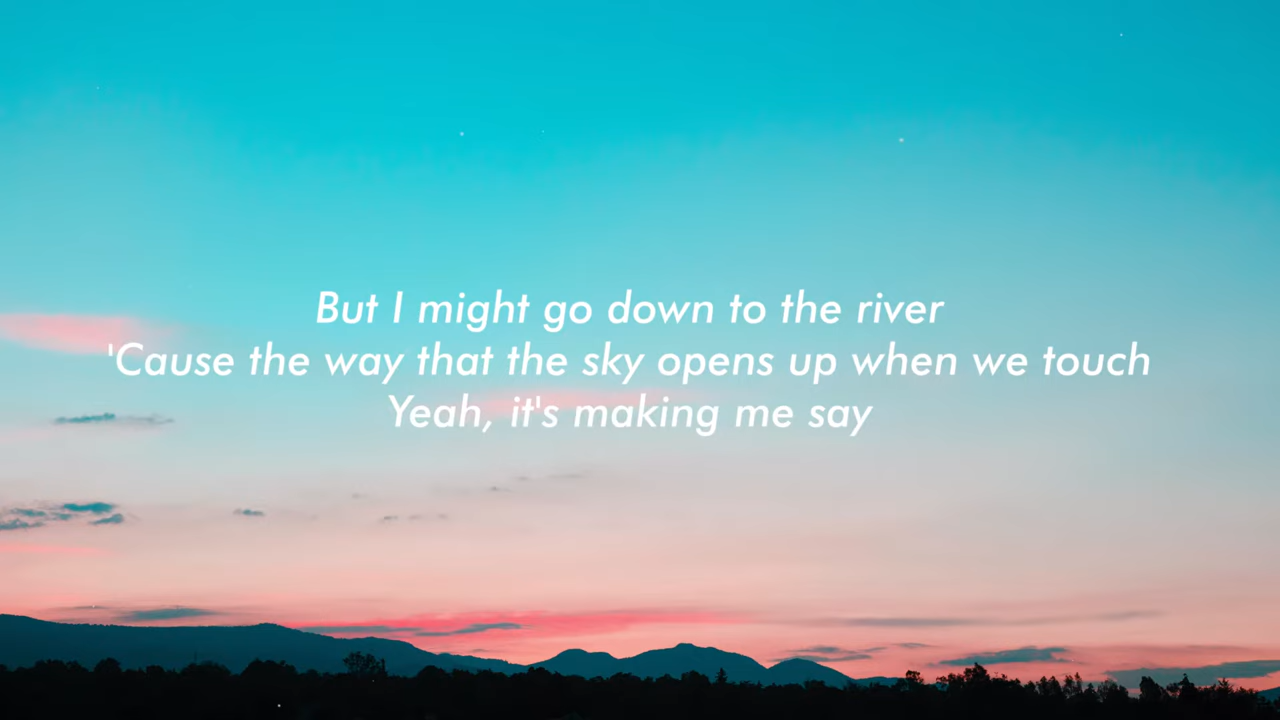 But I might go down to the river
'Cause the way that the sky opens up when we touch
Yeah, it's making me say